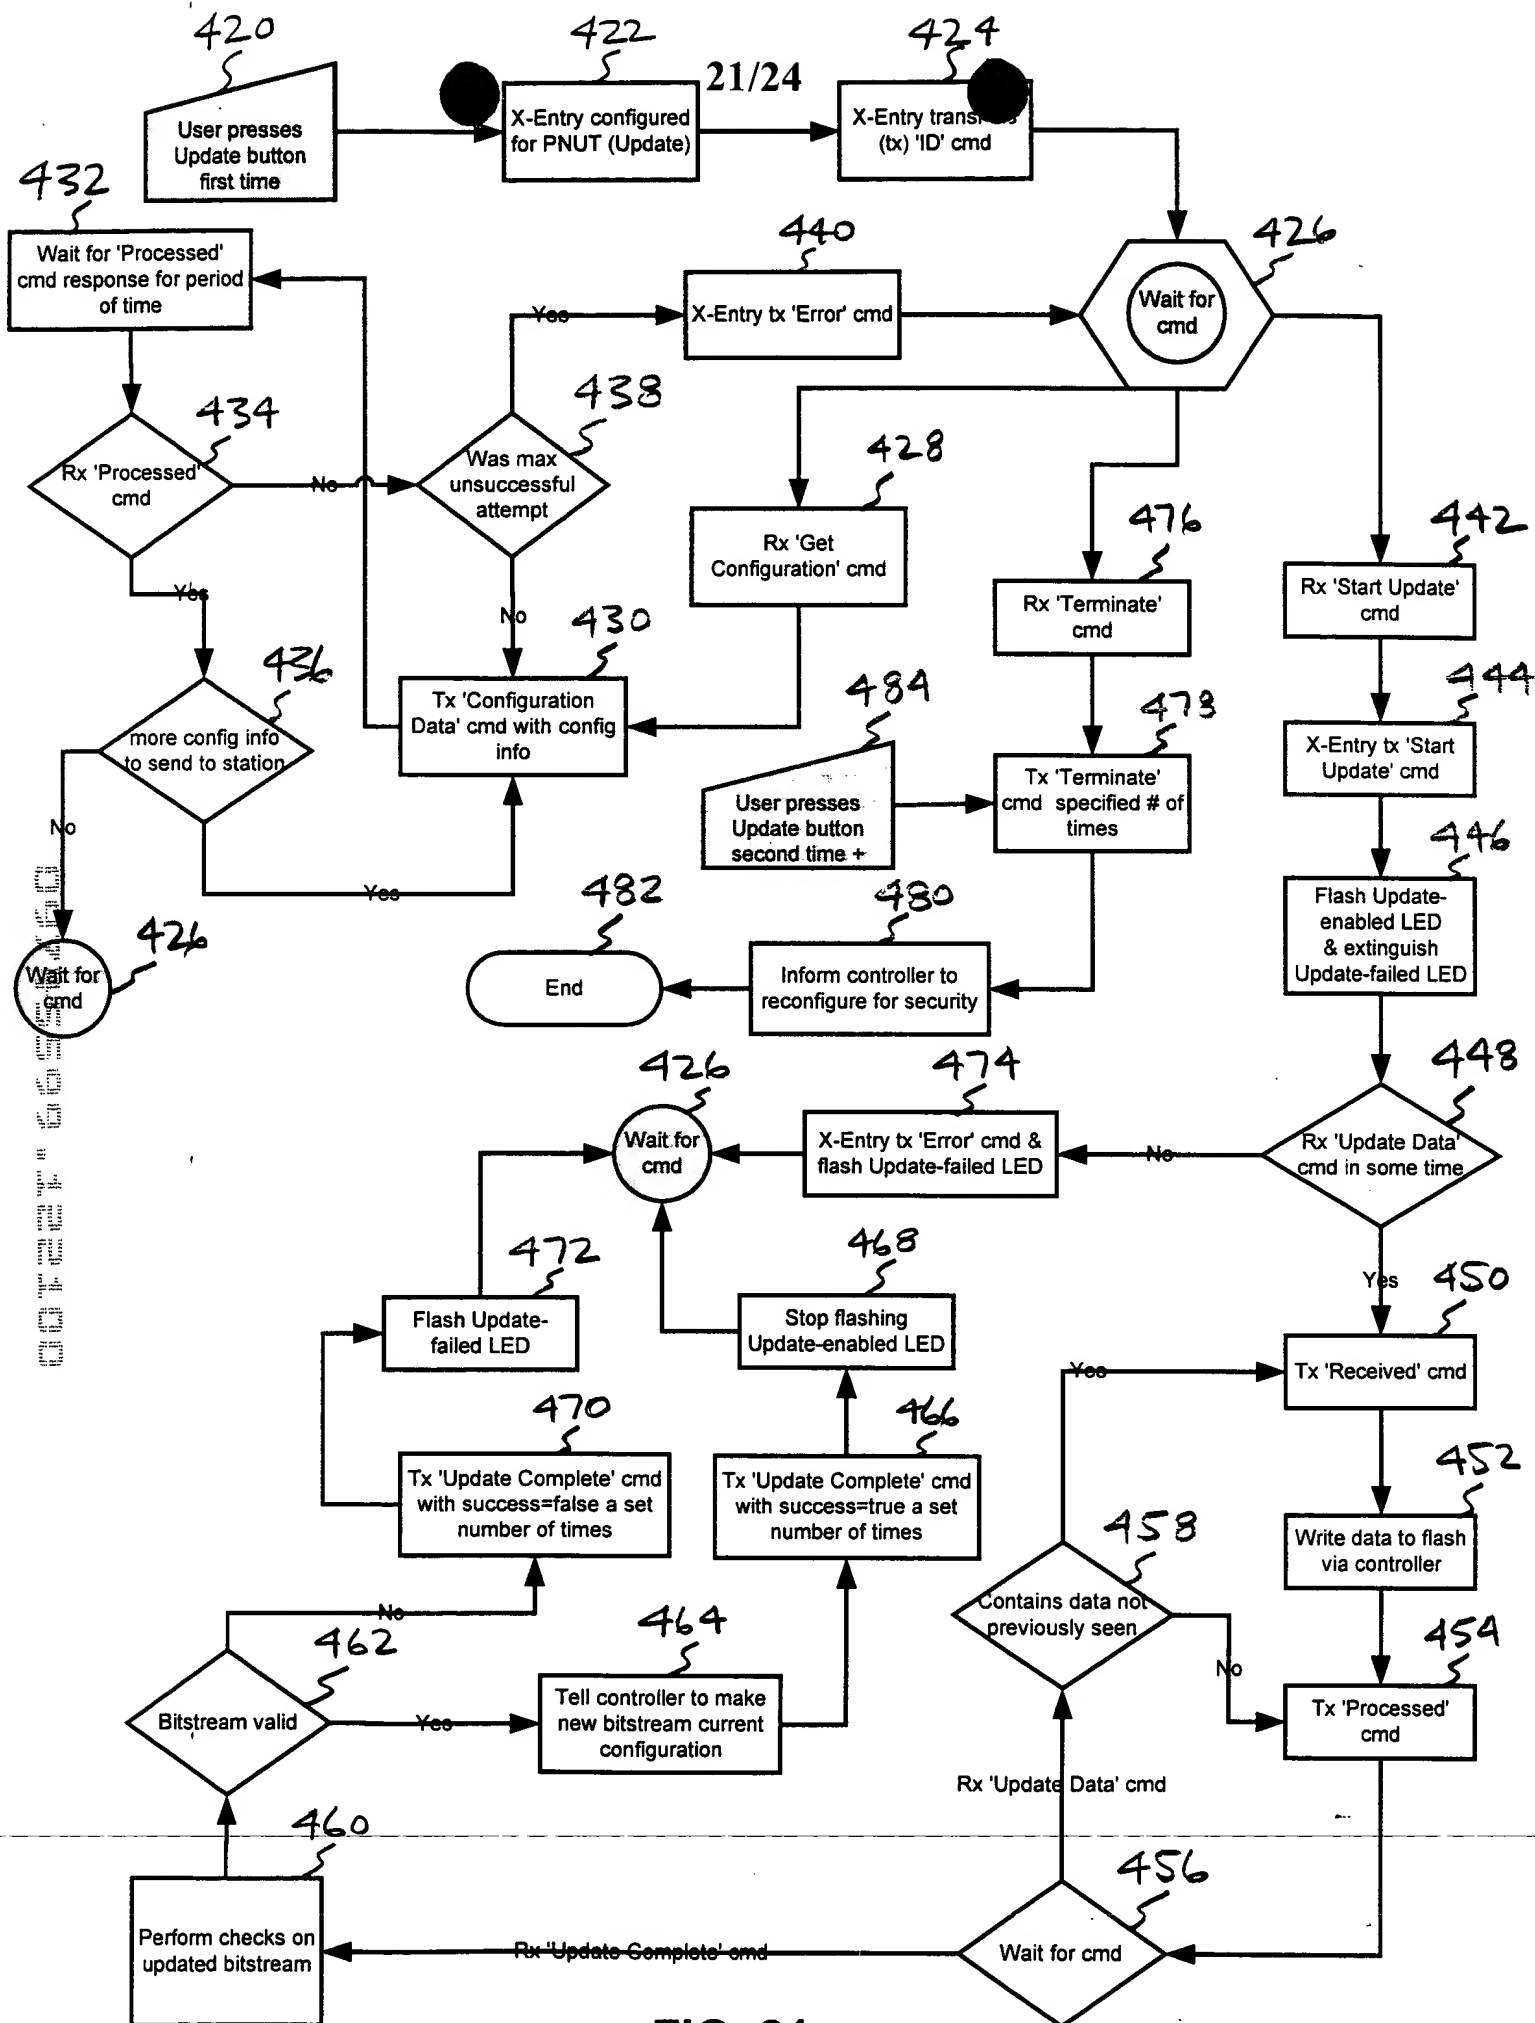 420
422
21/24
424
User presses
Update button
first time
X-Entry configured
for PNUT (Update)
X-Entry
(tx) 'ID' cmd
432
Wait for 'Processed'
cmd response for period
of time
440
Yes
X-Entry tx 'Error' cmd
426
Wait for
cmd
434
Rx 'Processed'
cmd
No
438
Was max
unsuccessful
attempt
428
Rx 'Get
Configuration' cmd
476
Rx 'Terminate'
cmd
442
Rx 'Start Update'
cmd
Yes
No
430
Tx 'Configuration
Data' cmd with config
info
436
more config info
to send to station
484
User presses
Update button
second time +
478
Tx 'Terminate'
cmd specified # of
times
444
X-Entry tx 'Start
Update' cmd
No
Yes
446
Flash Update-
enabled LED
& extinguish
Update-failed LED
426
Wait for
cmd
482
End
480
Inform controller to
reconfigure for security
426
Wait for
cmd
474
X-Entry tx 'Error' cmd &
flash Update-failed LED
No
448
Rx 'Update Data'
cmd in some time
472
Flash Update-
failed LED
468
Stop flashing
Update-enabled LED
Yes
450
Tx 'Received' cmd
Yes
470
Tx 'Update Complete' cmd
with success=false a set
number of times
466
Tx 'Update Complete' cmd
with success=true a set
number of times
452
Write data to flash
via controller
458
Contains data not
previously seen
No
454
Tx 'Processed'
cmd
No
462
Bitstream valid
Yes
464
Tell controller to make
new bitstream current
configuration
Rx 'Update Data' cmd
460
Perform checks on
updated bitstream
Rx 'Update Complete' cmd
456
Wait for cmd